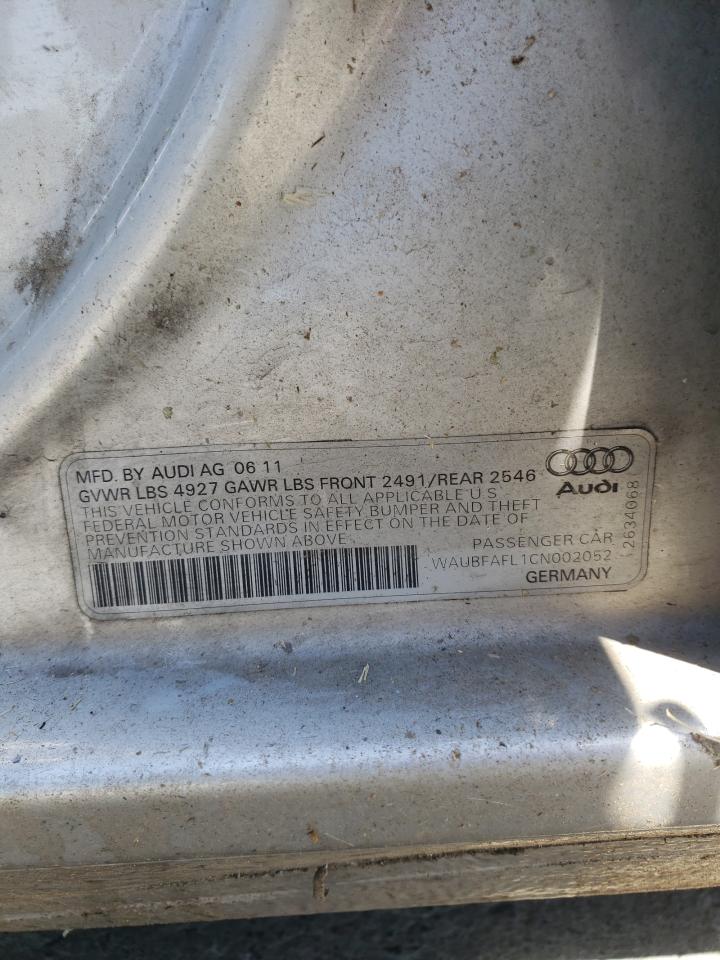 MFD. BY AUDI AG 06 11
GVWR LBS 4927 GAWR LBS FRONT 2491/REAR 2546
THIS VEHICLE CONFORMS TO ALL APPLICABLE U S
FEDERAL MOTOR VEHICLE SAFETY BUMPER AND THEFT
PREVENTION STANDARDS IN EFFECT ON THE DATE OF
MANUFACTURE SHOWN ABOVE.
Audi
PASSENGER CAR
WAUBFAFL1CN002052
GERMANY
2634068